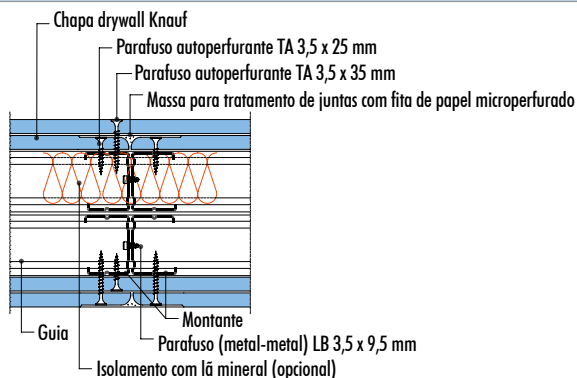 Chapa drywall Knauf
Parafuso autoperfurante TA 3,5 x 25 mm
Parafuso autoperfurante TA 3,5 x 35 mm
Massa para tratamento de juntas com fita de papel microperfurado
Montante
Guia
Parafuso (metal-metal) LB 3,5 x 9,5 mm
Isolamento com lã mineral (opcional)